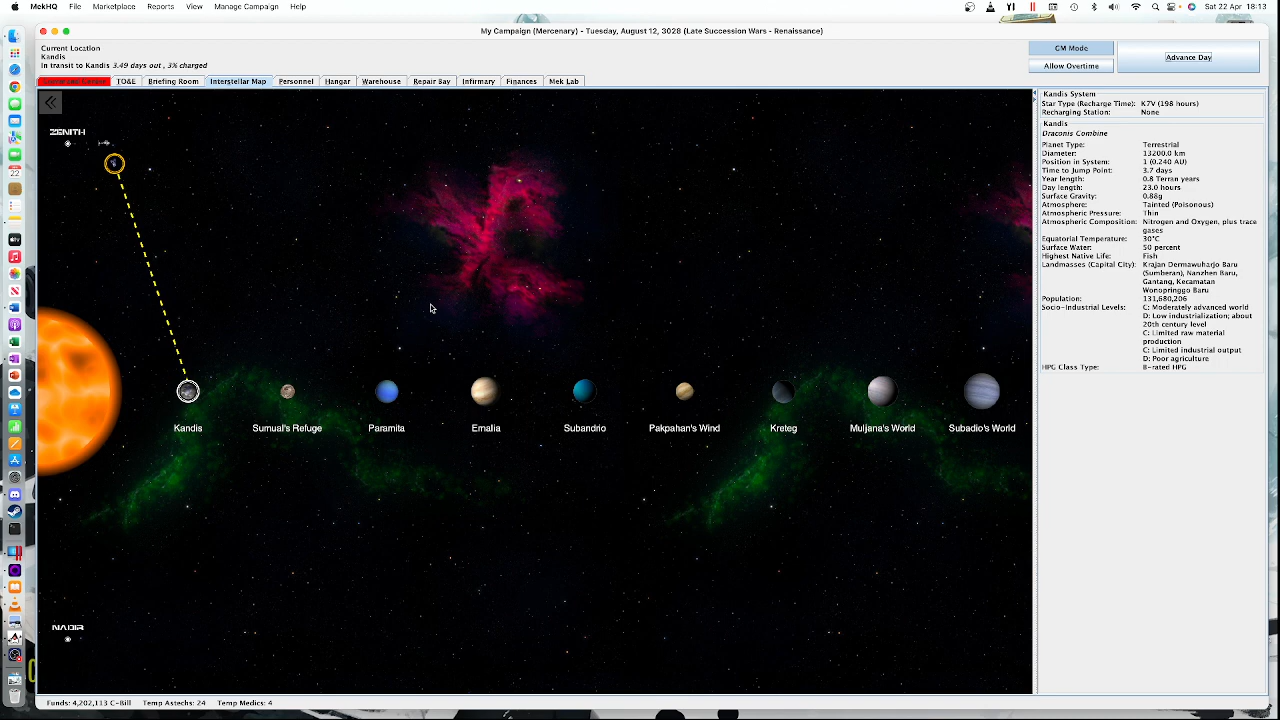 MekHQ File Marketplace Reports View Manage Campaign Help
Sat 22 Apr 18:13
My Campaign (Mercenary) - Tuesday, August 12, 3028 (Late Succession Wars - Renaissance)
Current Location
Kandis
In transit to Kandis 3.49 days out , 3% charged
GM Mode
Allow Overtime
Advance Day
TO&E Briefing Room Interstellar Map Personnel Hangar Warehouse Repair Bay Infirmary Finances Mek Lab
ZENITH
Kandis Sumual's Refuge Paramita Emalia Subandrio Pakpahan's Wind Kreteg Muljana's World Subadio's World
NADIR
Kandis System
Star Type (Recharge Time): K7V (198 hours)
Recharging Station: None
Kandis
Draconis Combine
Planet Type: Terrestrial
Diameter: 13200.0 km
Position in System: 1 (0.240 AU)
Time to Jump Point: 3.7 days
Year length: 0.8 Terran years
Day length: 23.0 hours
Surface Gravity: 0.88g
Atmosphere: Tainted (Poisonous)
Atmospheric Pressure: Thin
Atmospheric Composition: Nitrogen and Oxygen, plus trace
gases
Equatorial Temperature: 30°C
Surface Water: 50 percent
Highest Native Life: Fish
Landmasses (Capital City): Krajan Dermawuharjo Baru
(Sumberan), Nanzhen Baru,
Gantang, Kecamatan
Wonopringgo Baru
Population: 131,680,206
Socio-Industrial Levels: C: Moderately advanced world
D: Low industrialization; about
20th century level
C: Limited raw material
production
C: Limited industrial output
D: Poor agriculture
HPG Class Type: B-rated HPG
Funds: 4,202,113 C-Bill Temp Astechs: 24 Temp Medics: 4